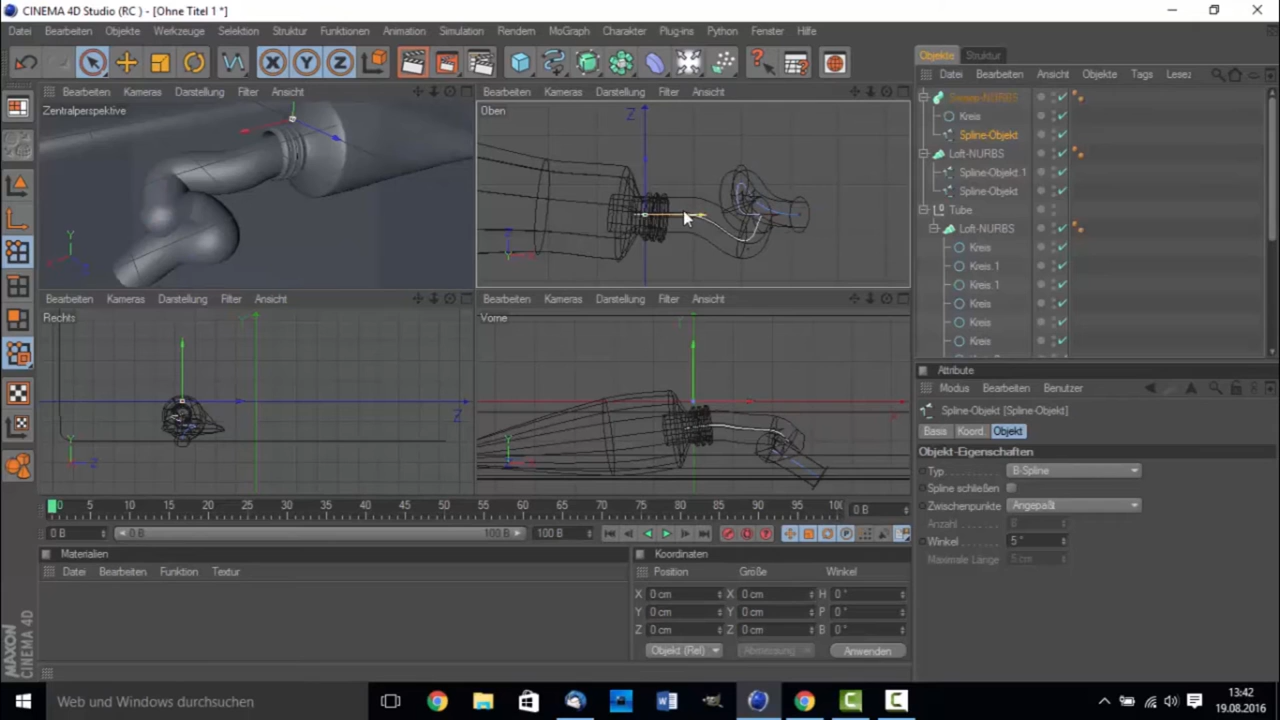 CINEMA 4D Studio (RC ) - [Ohne Titel 1 *]
Datei Bearbeiten Objekte Werkzeuge Selektion Struktur Funktionen Animation Simulation Rendern MoGraph Charakter Plug-ins Python Fenster Hilfe
Objekte Struktur
Datei Bearbeiten Ansicht Objekte Tags Lesez
Bearbeiten Kameras Darstellung Filter Ansicht
Zentralperspektive
Y
Bearbeiten Kameras Darstellung Filter Ansicht
Oben
Z
Sweep-NURBS
Kreis
Spline-Objekt
Loft-NURBS
Spline-Objekt.1
Spline-Objekt
Tube
Loft-NURBS
Kreis
Kreis.1
Kreis.1
Kreis
Kreis
Kreis
Bearbeiten Kameras Darstellung Filter Ansicht
Rechts
Y
Z
Y
Z
Bearbeiten Kameras Darstellung Filter Ansicht
Vorne
Y
Y
Attribute
Modus Bearbeiten Benutzer
Spline-Objekt [Spline-Objekt]
Basis Koord. Objekt
Objekt-Eigenschaften
Typ B-Spline
Spline schließen
Zwischenpunkte Angepaßt
Anzahl 8
Winkel 5 °
Maximale Länge 5 cm
0 5 10 15 20 25 30 35 40 45 50 55 60 65 70 75 80 85 90 95 0 B
0 B 0 B 100 B 100 B
Materialien
Datei Bearbeiten Funktion Textur
Koordinaten
Position Größe Winkel
X 0 cm X 0 cm H 0 °
Y 0 cm Y 0 cm P 0 °
Z 0 cm Z 0 cm B 0 °
Objekt (Rel) Abmessung Anwenden
MAXON
CINEMA 4D
Web und Windows durchsuchen
13:42
19.08.2016